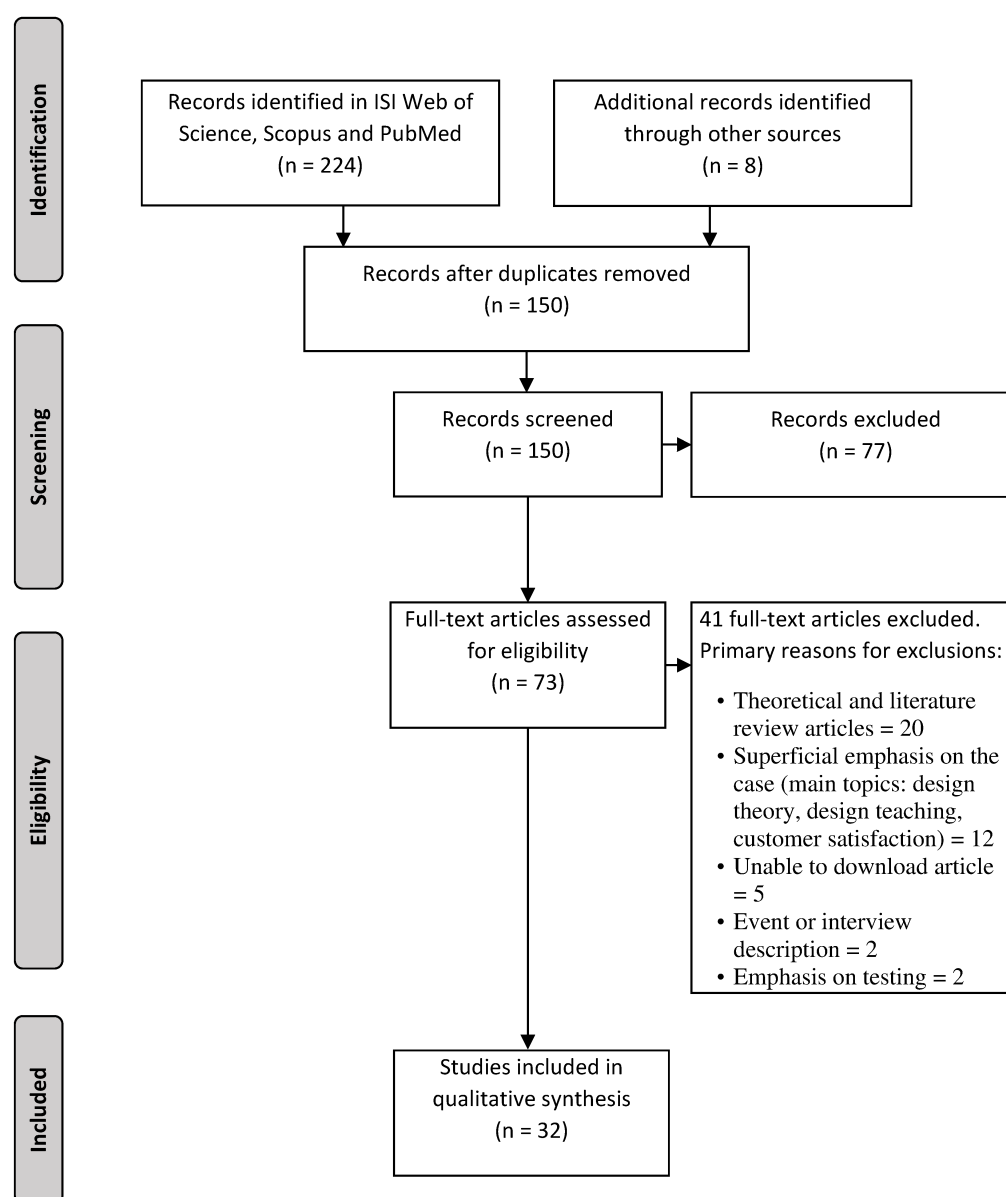 Identification
Records identified in ISI Web of
Science, Scopus and PubMed
(n = 224)
Additional records identified
through other sources
(n = 8)
Records after duplicates removed
(n = 150)
Screening
Records screened
(n = 150)
Records excluded
(n = 77)
Eligibility
Full-text articles assessed
for eligibility
(n = 73)
41 full-text articles excluded.
Primary reasons for exclusions:
• Theoretical and literature
review articles = 20
• Superficial emphasis on the
case (main topics: design
theory, design teaching,
customer satisfaction) = 12
• Unable to download article
= 5
• Event or interview
description = 2
• Emphasis on testing = 2
Included
Studies included in
qualitative synthesis
(n = 32)